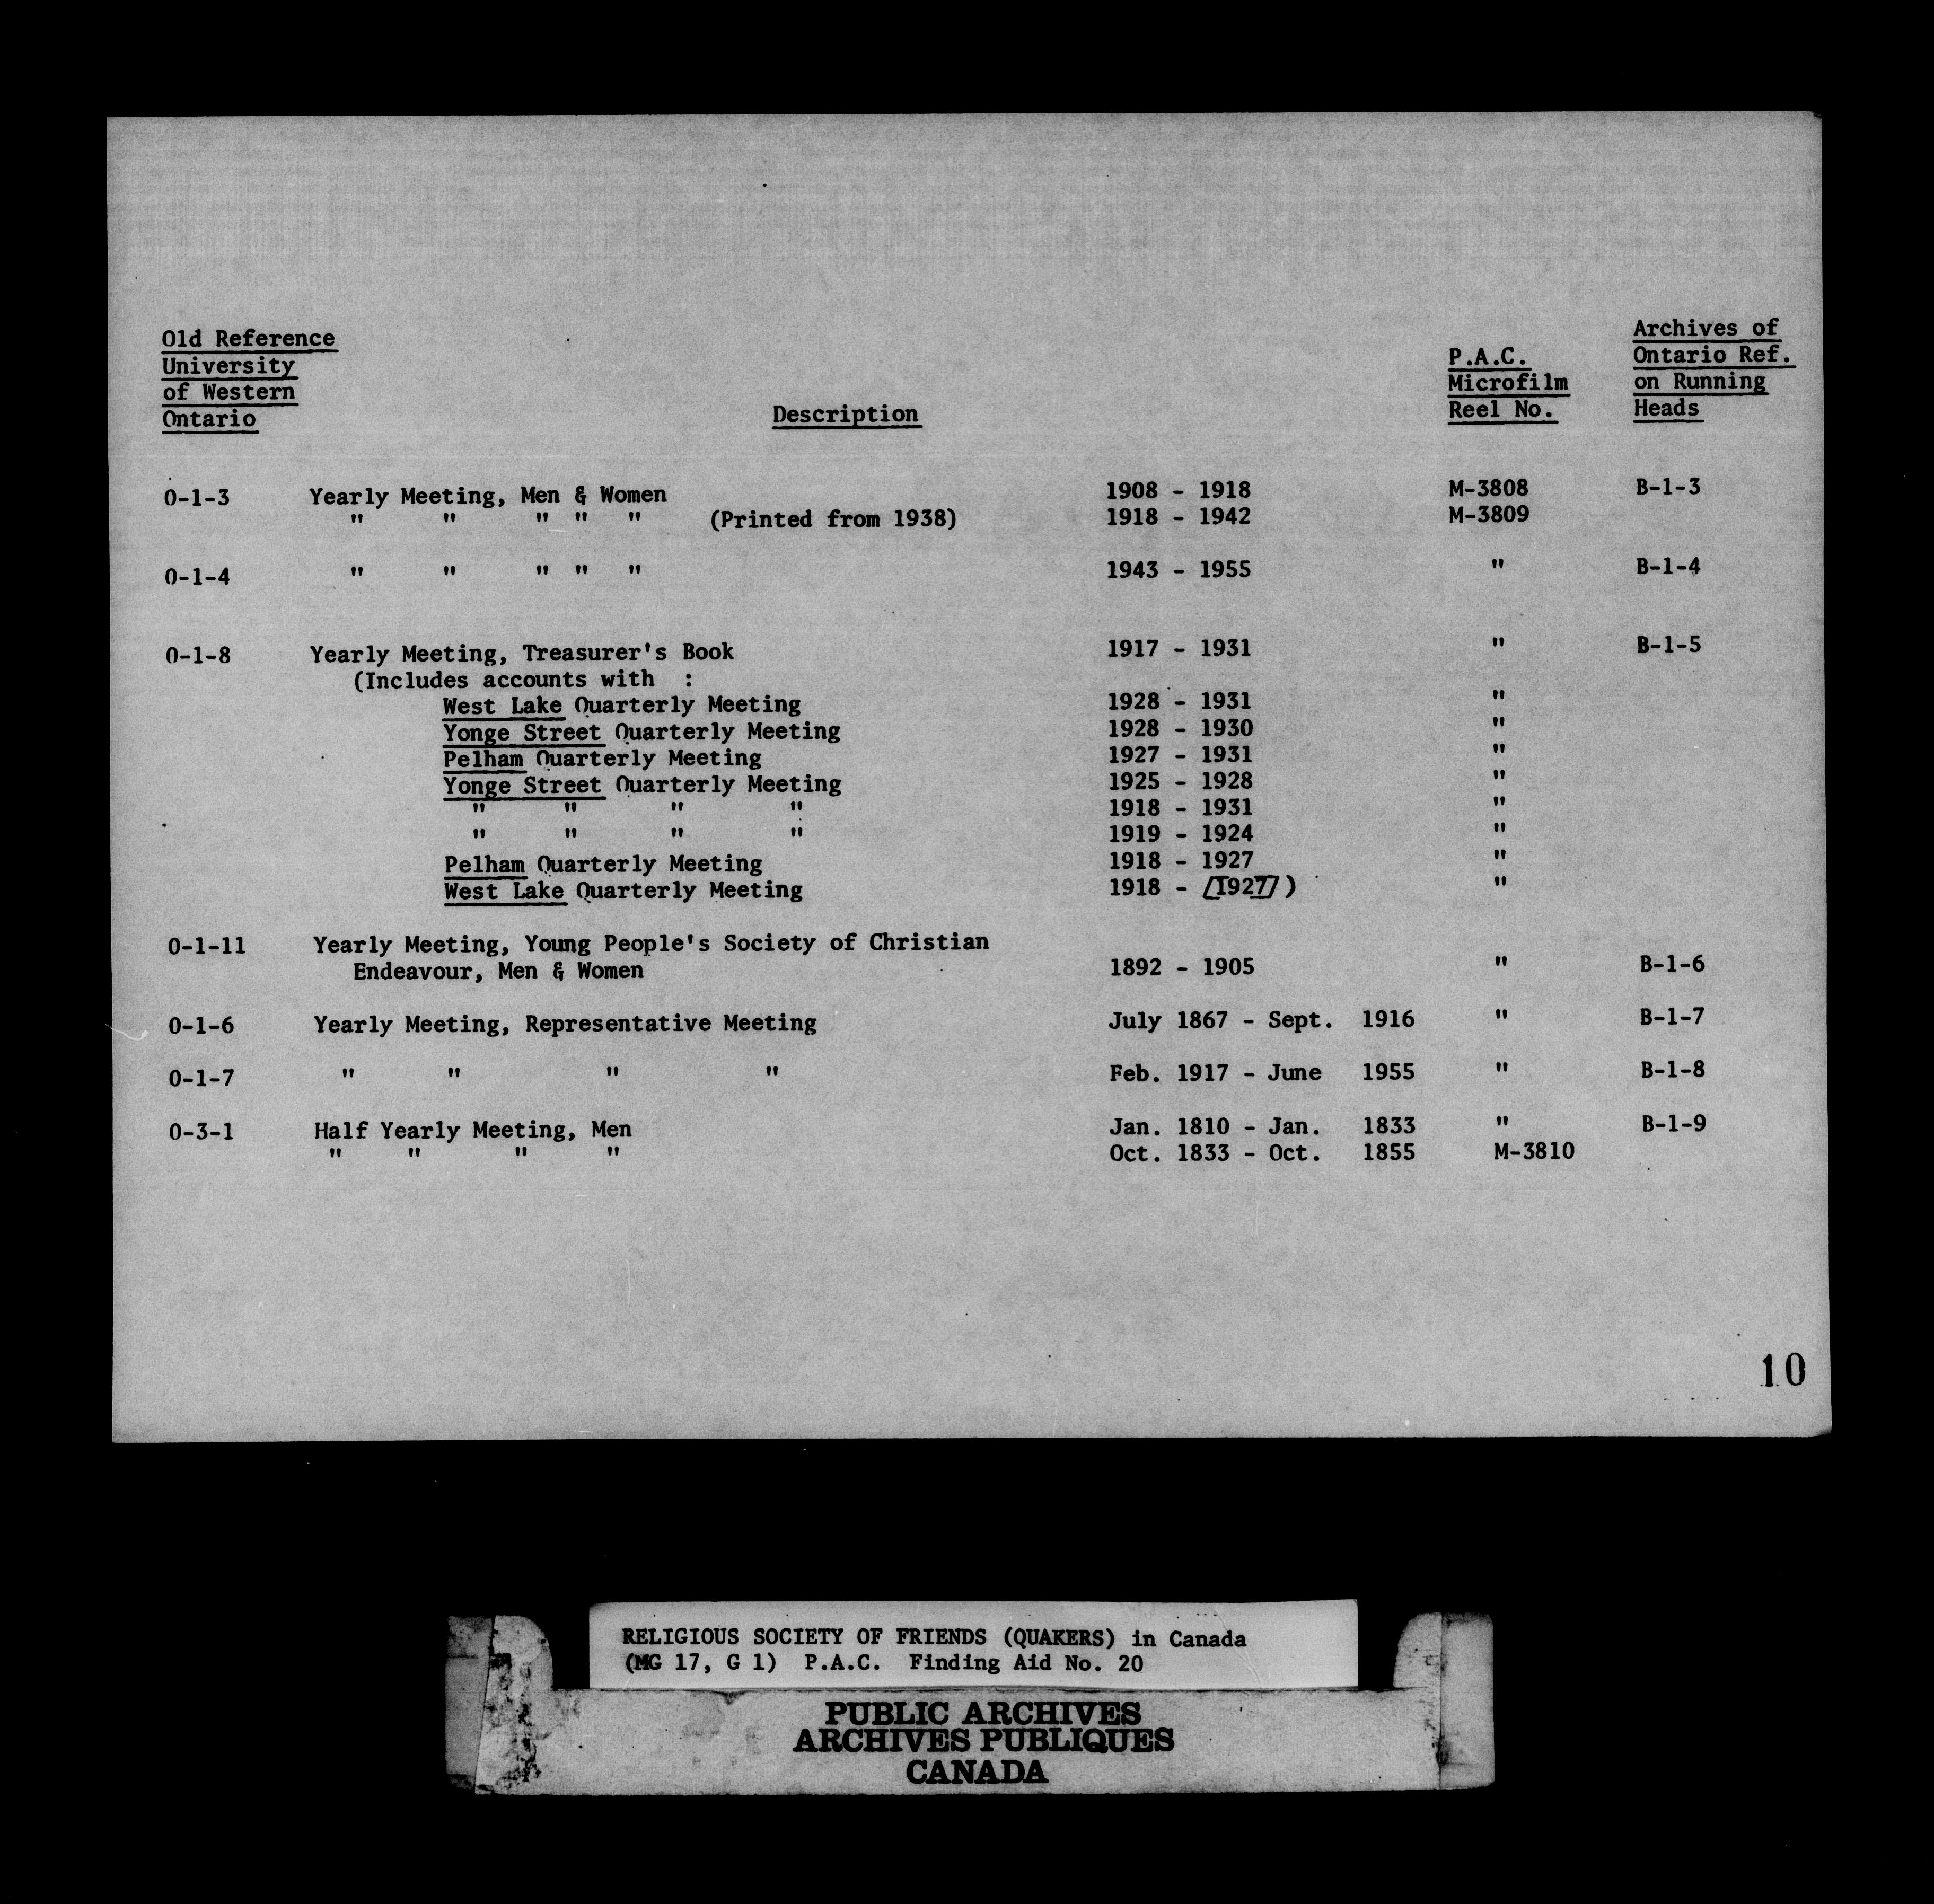 Old Reference University of Western Ontario
Description
P.A.C. Microfilm Reel No.
Archives of Ontario Ref. on Running Heads
0-1-3 Yearly Meeting, Men & Women 1908 - 1918 M-3808 B-1-3
" " " " " (Printed from 1938) 1918 - 1942 M-3809
0-1-4 " " " " " 1943 - 1955 " B-1-4
0-1-8 Yearly Meeting, Treasurer's Book 1917 - 1931 " B-1-5
(Includes accounts with :
West Lake Quarterly Meeting 1928 - 1931 "
Yonge Street Quarterly Meeting 1928 - 1930 "
Pelham Quarterly Meeting 1927 - 1931 "
Yonge Street Quarterly Meeting 1925 - 1928 "
" " " " 1918 - 1931 "
" " " " 1919 - 1924 "
Pelham Quarterly Meeting 1918 - 1927 "
West Lake Quarterly Meeting 1918 - [1927]) "
0-1-11 Yearly Meeting, Young People's Society of Christian
Endeavour, Men & Women 1892 - 1905 " B-1-6
0-1-6 Yearly Meeting, Representative Meeting July 1867 - Sept. 1916 " B-1-7
0-1-7 " " " " Feb. 1917 - June 1955 " B-1-8
0-3-1 Half Yearly Meeting, Men Jan. 1810 - Jan. 1833 " B-1-9
" " " " Oct. 1833 - Oct. 1855 M-3810
10
RELIGIOUS SOCIETY OF FRIENDS (QUAKERS) in Canada
(MG 17, G 1) P.A.C. Finding Aid No. 20
PUBLIC ARCHIVES
ARCHIVES PUBLIQUES
CANADA